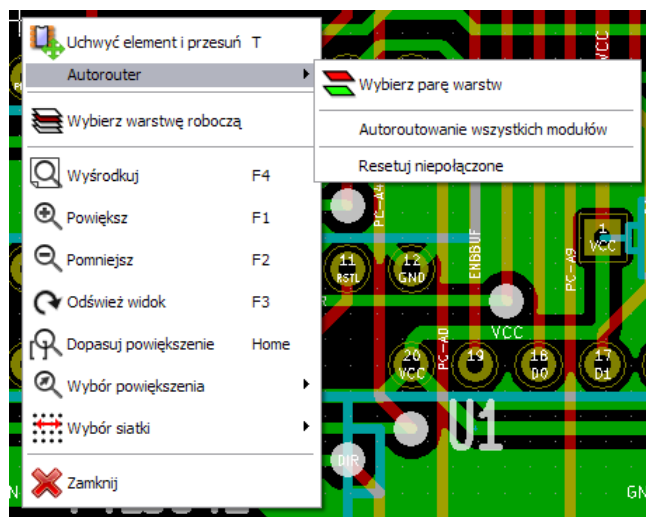 Uchwyć element i przesuń T
Autorouter
Wybierz warstwę roboczą
Wyśrodkuj F4
Powiększ F1
Pomniejsz F2
Odśwież widok F3
Dopasuj powiększenie Home
Wybór powiększenia
Wybór siatki
Zamknij
Wybierz parę warstw
Autoroutowanie wszystkich modułów
Resetuj niepołączone
VCC
PC-A4
11
RSTL
12
GND
ENBBUF
PC-A9
1
VCC
VCC
PC-A0
20
VCC
19
18
D0
17
D1
U1
DIR
GN